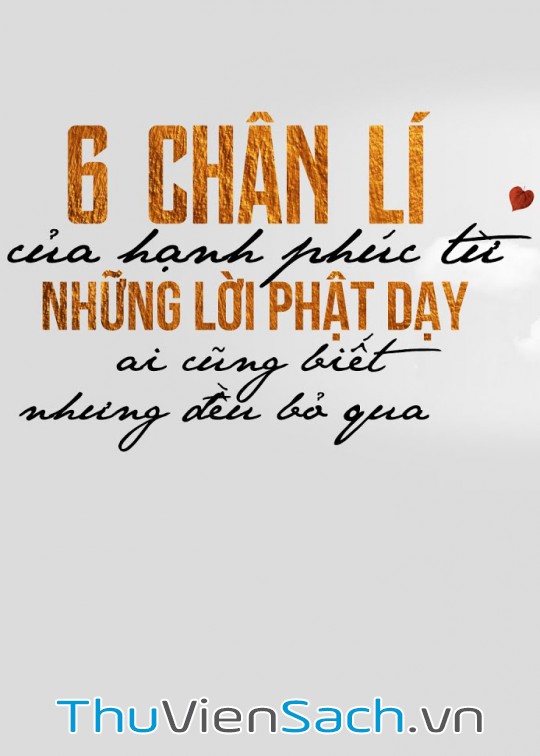 6 CHÂN LÍ
của hạnh phúc từ
NHỮNG LỜI PHẬT DẠY
ai cũng biết
nhưng đều bỏ qua
ThuVienSach.vn